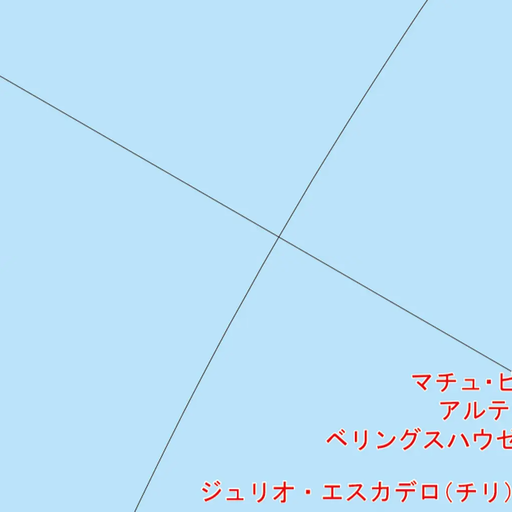 マチュ・ピ
アルテ
ベリングスハウセ
ジュリオ・エスカデロ(チリ)